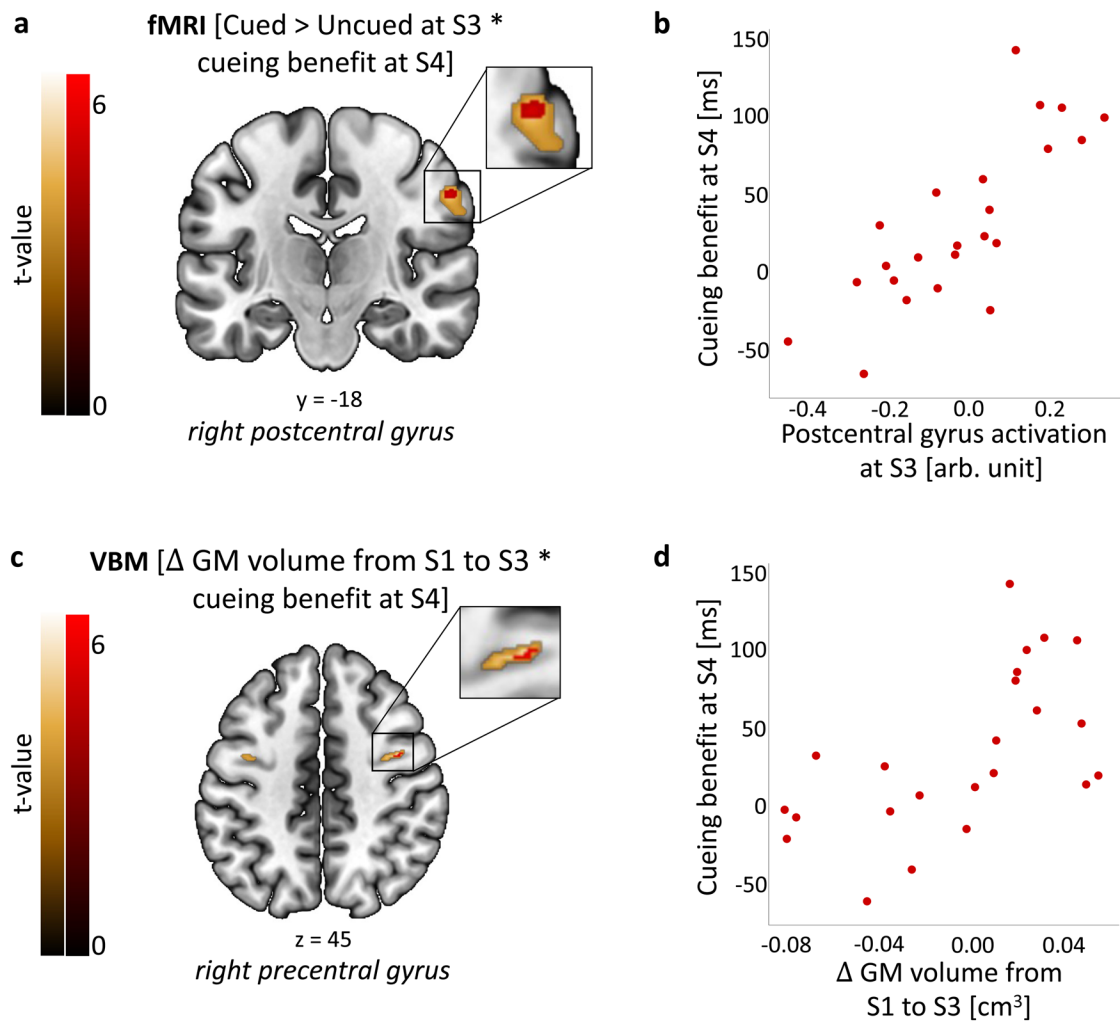 a
fMRI [Cued > Uncued at S3 *
cueing benefit at S4]
6
0
t-value
y = -18
right postcentral gyrus
b
150
100
50
0
-50
Cueing benefit at S4 [ms]
-0.4 -0.2 0.0 0.2
Postcentral gyrus activation
at S3 [arb. unit]
c
VBM [Δ GM volume from S1 to S3 *
cueing benefit at S4]
6
0
t-value
z = 45
right precentral gyrus
d
150
100
50
0
-50
Cueing benefit at S4 [ms]
-0.08 -0.04 0.00 0.04
Δ GM volume from
S1 to S3 [cm³]